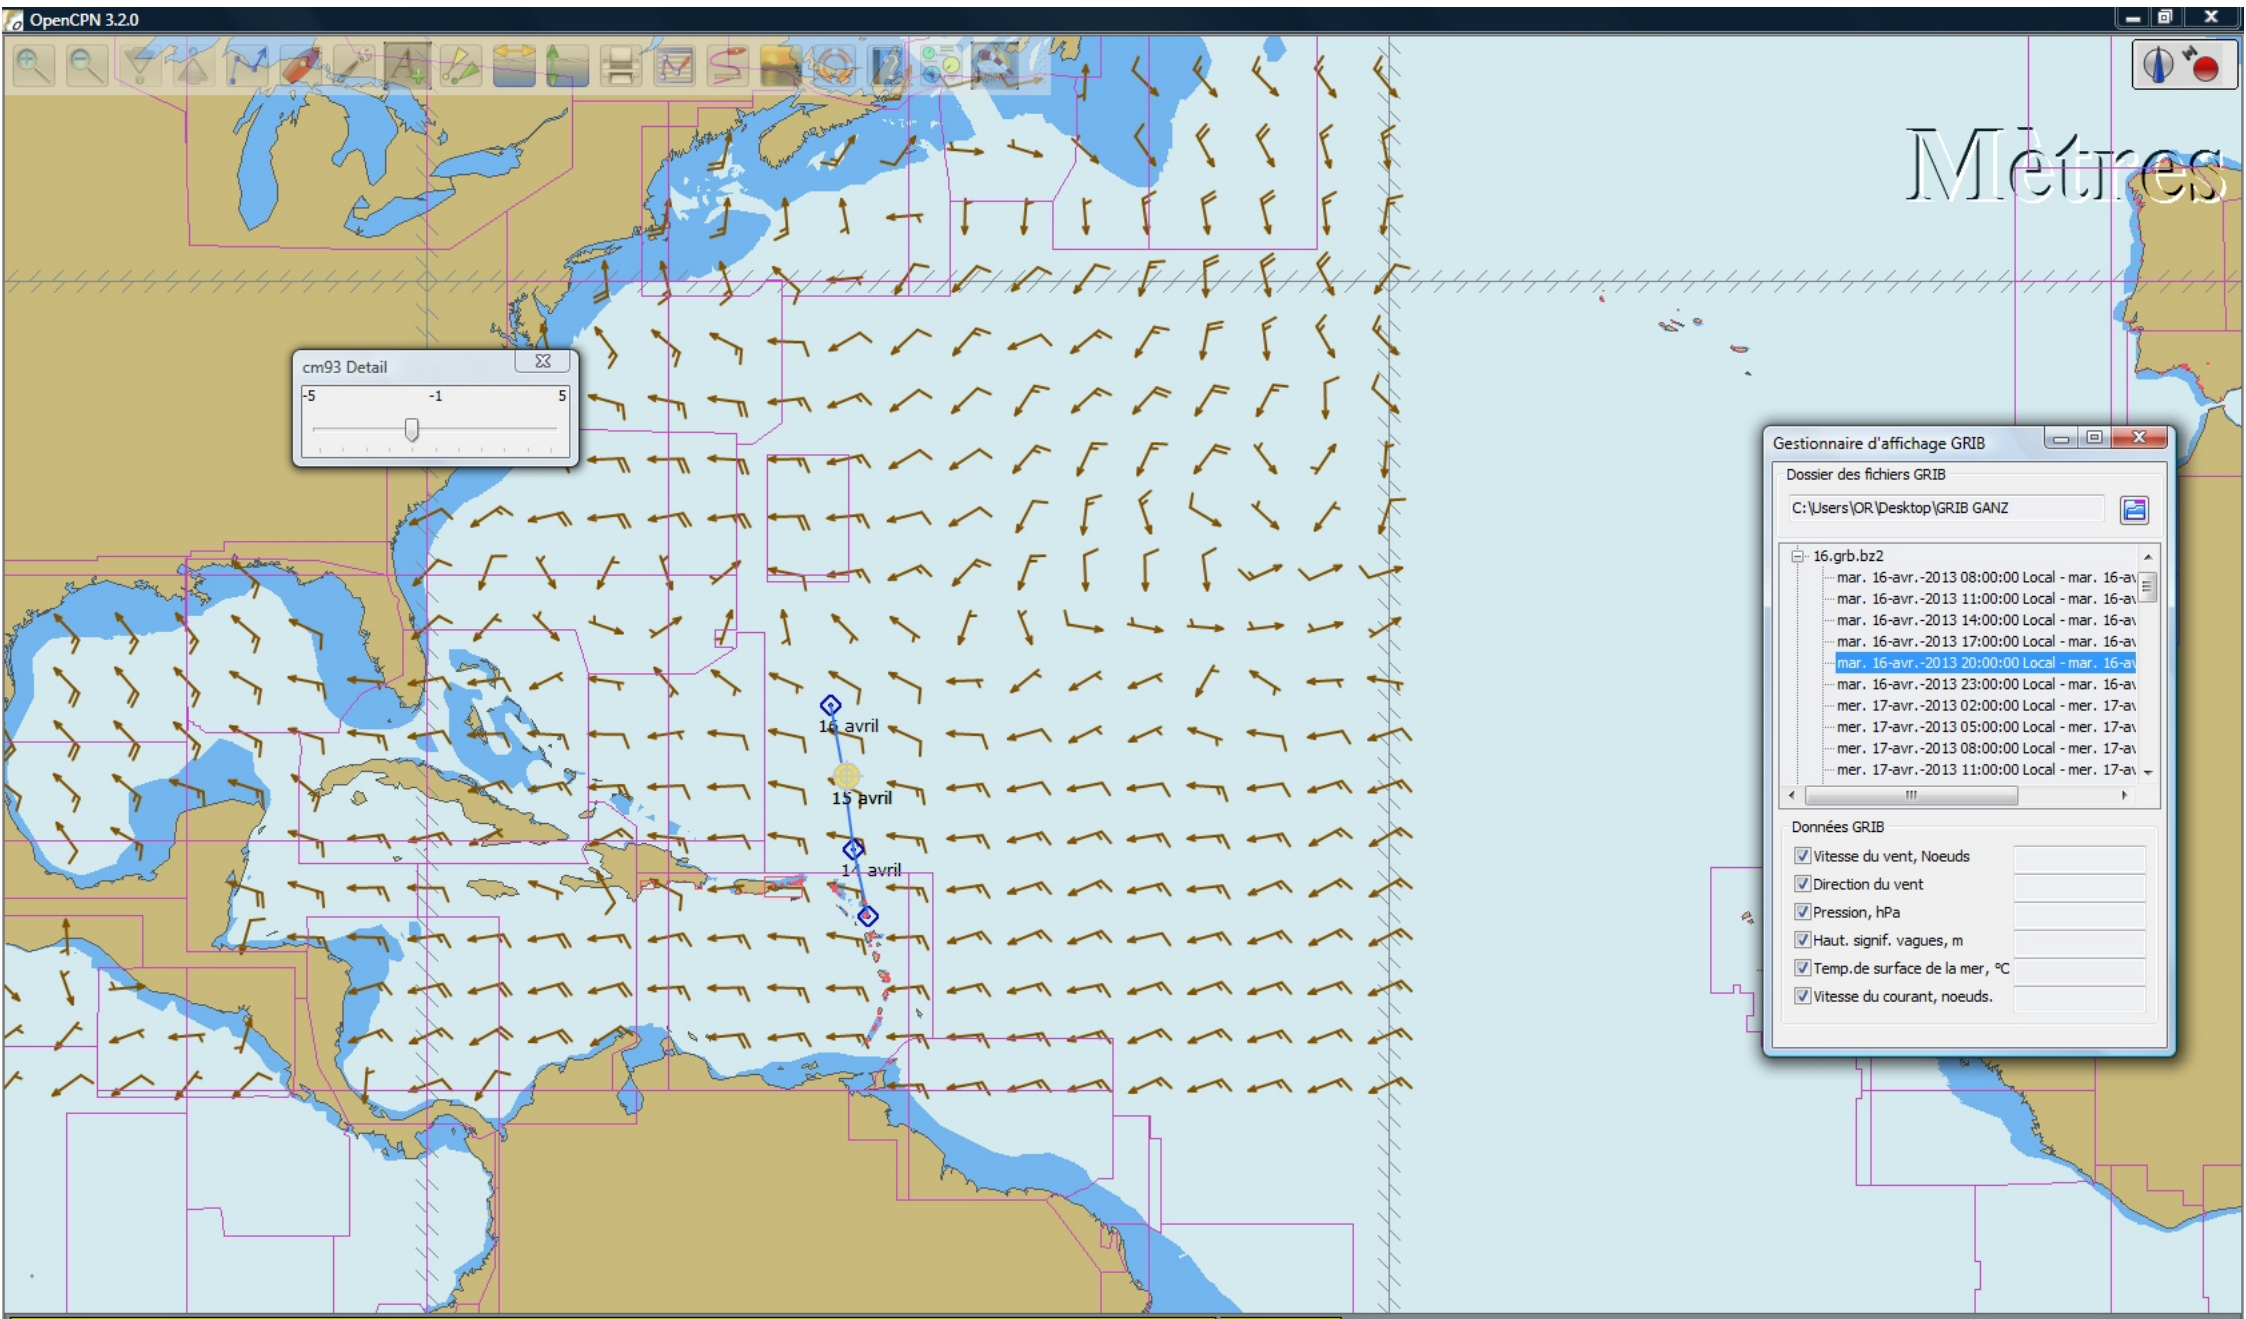 OpenCPN 3.2.0
Mètres
cm93 Detail
-5 -1 5
Gestionnaire d'affichage GRIB
Dossier des fichiers GRIB
C:\Users\OR\Desktop\GRIB GANZ
16.grb.bz2
mar. 16-avr.-2013 08:00:00 Local - mar. 16-av
mar. 16-avr.-2013 11:00:00 Local - mar. 16-av
mar. 16-avr.-2013 14:00:00 Local - mar. 16-av
mar. 16-avr.-2013 17:00:00 Local - mar. 16-av
mar. 16-avr.-2013 20:00:00 Local - mar. 16-av
mar. 16-avr.-2013 23:00:00 Local - mar. 16-av
mer. 17-avr.-2013 02:00:00 Local - mer. 17-av
mer. 17-avr.-2013 05:00:00 Local - mer. 17-av
mer. 17-avr.-2013 08:00:00 Local - mer. 17-av
mer. 17-avr.-2013 11:00:00 Local - mer. 17-av
Données GRIB
Vitesse du vent, Noeuds
Direction du vent
Pression, hPa
Haut. signif. vagues, m
Temp.de surface de la mer, °C
Vitesse du courant, noeuds.
16 avril
15 avril
14 avril